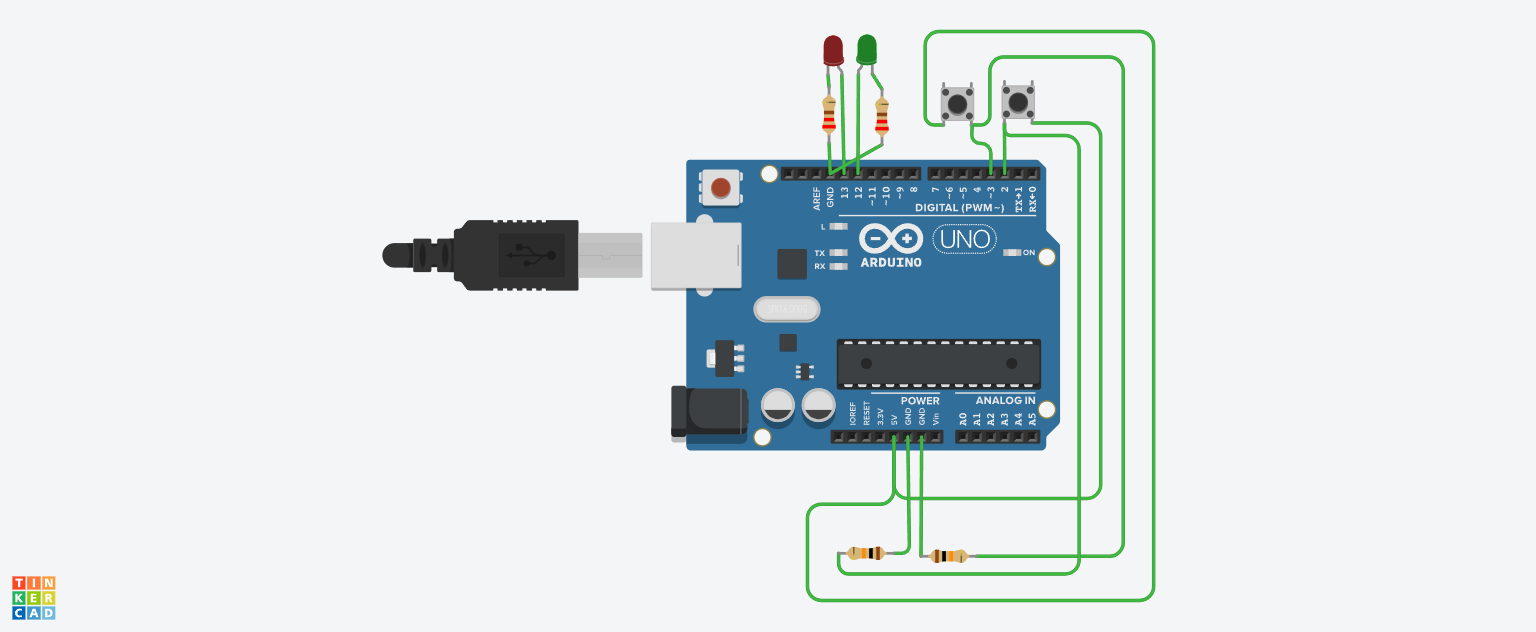 AREF
GND
13
12
~11
~10
~9
8
7
~6
~5
4
~3
2
TX→1
RX←0
DIGITAL (PWM~)
L
TX
RX
ARDUINO
UNO
ON
POWER
ANALOG IN
IOREF
RESET
3.3V
5V
GND
GND
Vin
A0
A1
A2
A3
A4
A5
TIN
KER
CAD